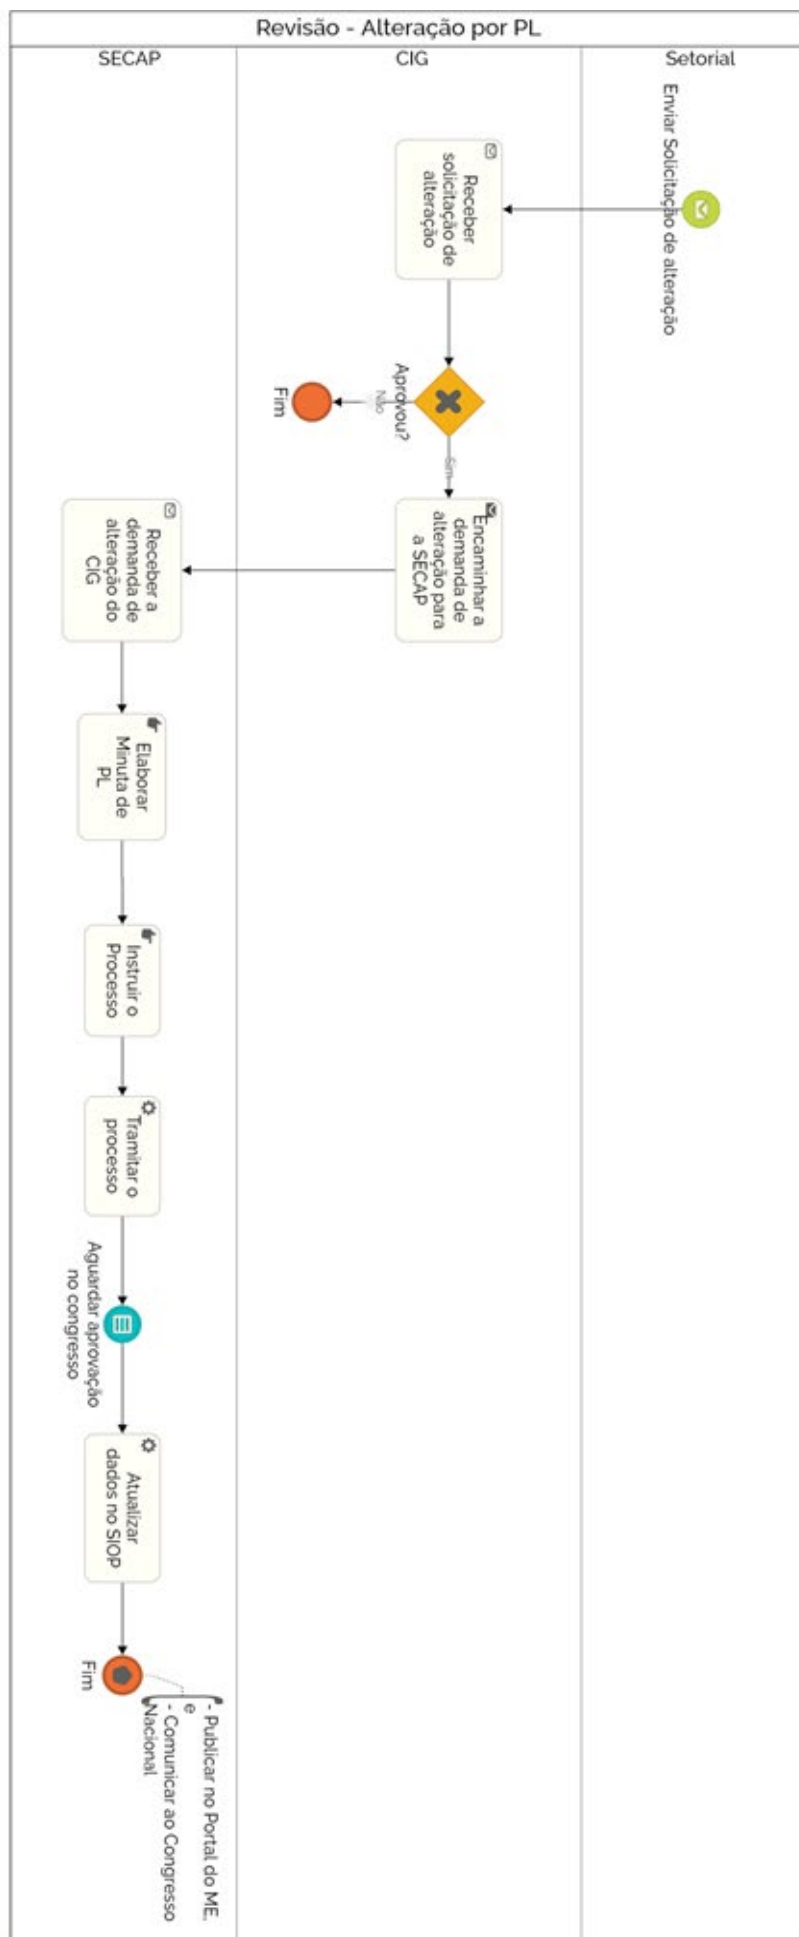 Revisão - Alteração por PL
SECAP
CIG
Setorial
Enviar Solicitação de alteração
Receber
solicitação de
alteração
Aprovou?
Não
Fim
Sim
Encaminhar a
demanda de
alteração para
a SECAP
Receber a
demanda de
alteração do
CIG
Elaborar
Minuta de
PL
Instruir o
Processo
Tramitar o
processo
Aguardar aprovação
no congresso
Atualizar
dados no SIOP
Fim
- Publicar no Portal do ME.
e
- Comunicar ao Congresso
Nacional